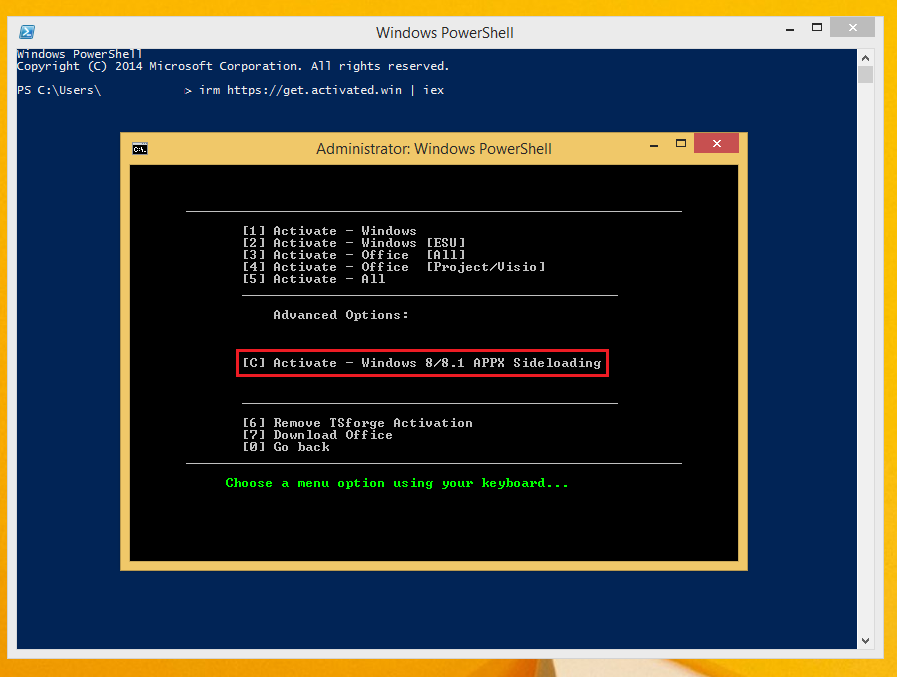 Windows PowerShell
Windows PowerShell
Copyright (C) 2014 Microsoft Corporation. All rights reserved.
PS C:\Users\ > irm https://get.activated.win | iex
Administrator: Windows PowerShell
[1] Activate - Windows
[2] Activate - Windows [ESU]
[3] Activate - Office [All]
[4] Activate - Office [Project/Visio]
[5] Activate - All
Advanced Options:
[C] Activate - Windows 8/8.1 APPX Sideloading
[6] Remove TSforge Activation
[7] Download Office
[0] Go back
Choose a menu option using your keyboard...